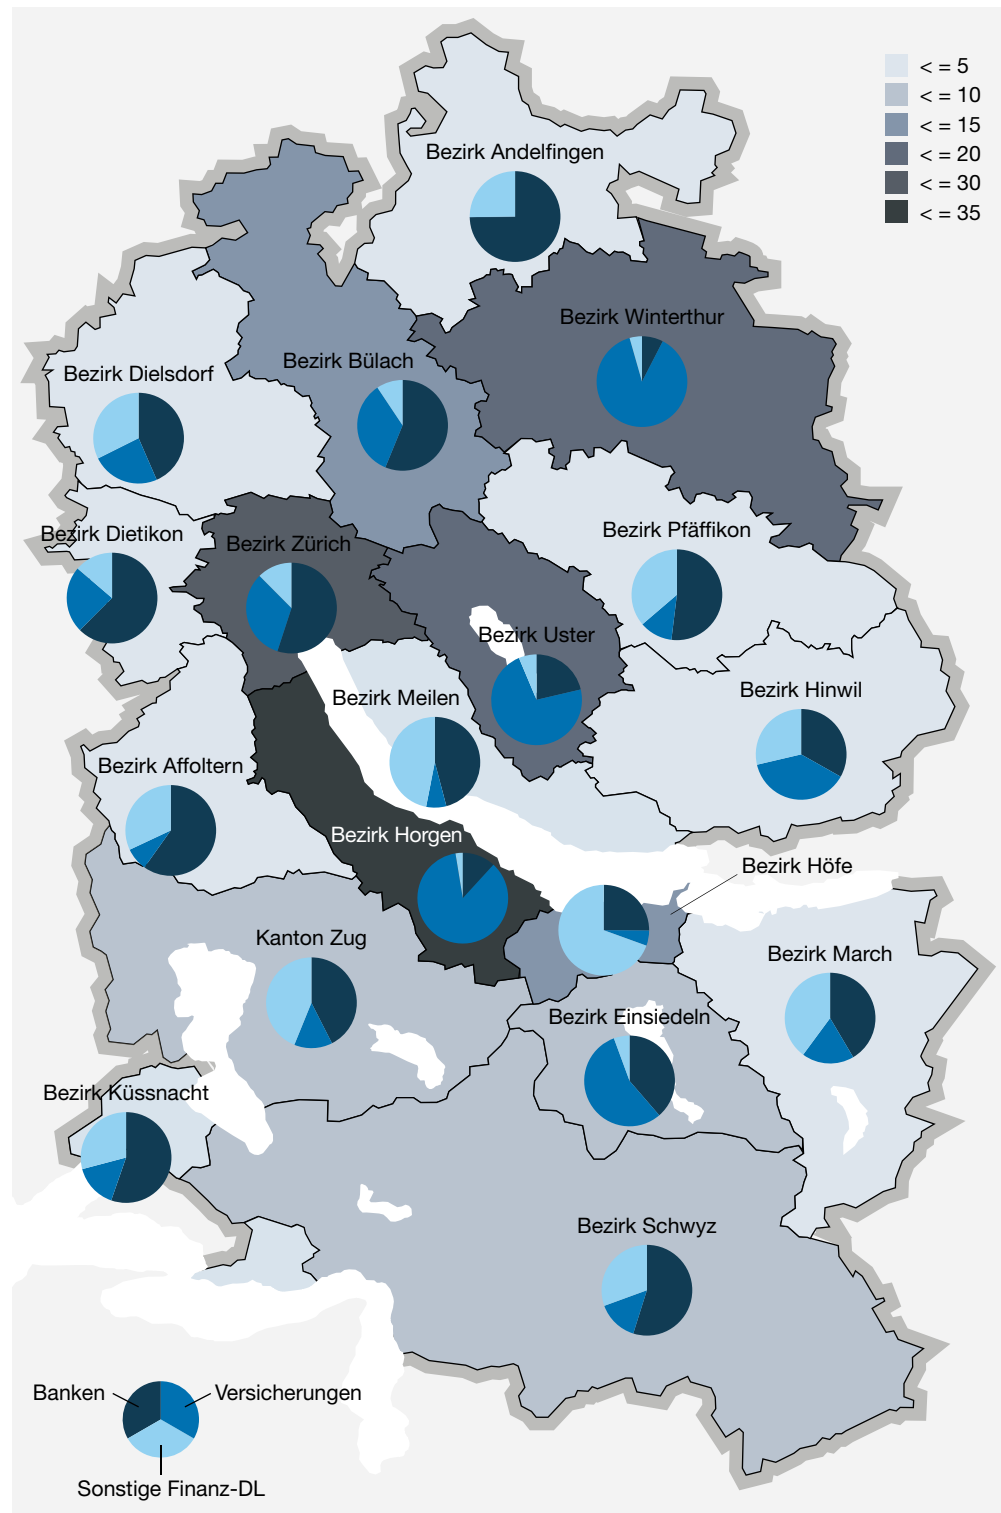 < = 5
< = 10
< = 15
< = 20
< = 30
< = 35
Bezirk Andelfingen
Bezirk Winterthur
Bezirk Bülach
Bezirk Dielsdorf
Bezirk Dietikon
Bezirk Zürich
Bezirk Pfäffikon
Bezirk Uster
Bezirk Meilen
Bezirk Hinwil
Bezirk Affoltern
Bezirk Horgen
Bezirk Höfe
Kanton Zug
Bezirk March
Bezirk Einsiedeln
Bezirk Küssnacht
Bezirk Schwyz
Banken
Versicherungen
Sonstige Finanz-DL